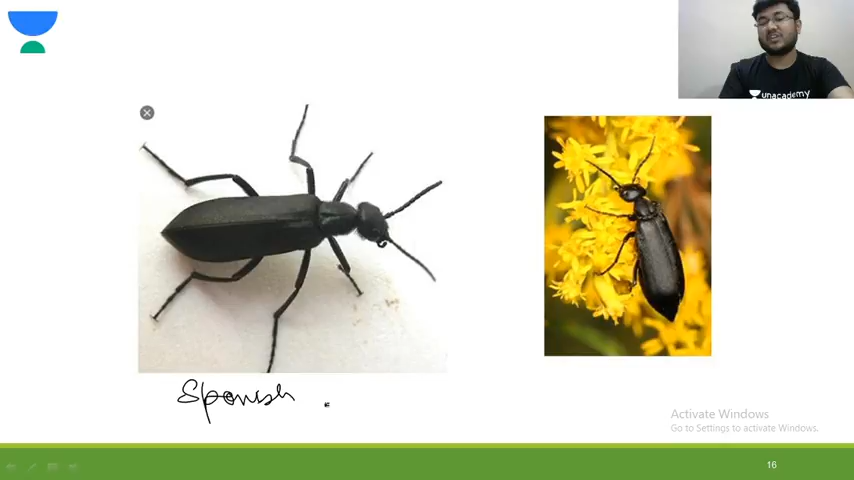 unacademy
Spanish
Activate Windows
Go to Settings to activate Windows.
16